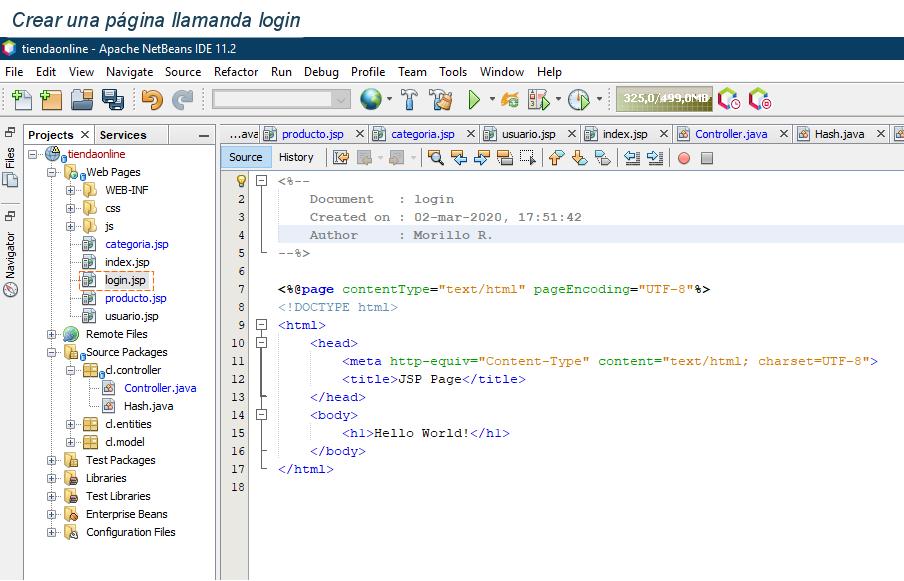 Crear una página llamanda login
tiendaonline - Apache NetBeans IDE 11.2
File Edit View Navigate Source Refactor Run Debug Profile Team Tools Window Help
325,0/499,0MB
Projects Services
...ava producto.jsp categoria.jsp usuario.jsp index.jsp Controller.java Hash.java
Source History
Files
Navigator
tiendaonline
Web Pages
WEB-INF
css
js
categoria.jsp
index.jsp
login.jsp
producto.jsp
usuario.jsp
Remote Files
Source Packages
cl.controller
Controller.java
Hash.java
cl.entities
cl.model
Test Packages
Libraries
Test Libraries
Enterprise Beans
Configuration Files
<%--
2 Document : login
3 Created on : 02-mar-2020, 17:51:42
4 Author : Morillo R.
5 --%>
6
7 <%@page contentType="text/html" pageEncoding="UTF-8"%>
8 <!DOCTYPE html>
9 <html>
10 <head>
11 <meta http-equiv="Content-Type" content="text/html; charset=UTF-8">
12 <title>JSP Page</title>
13 </head>
14 <body>
15 <h1>Hello World!</h1>
16 </body>
17 </html>
18